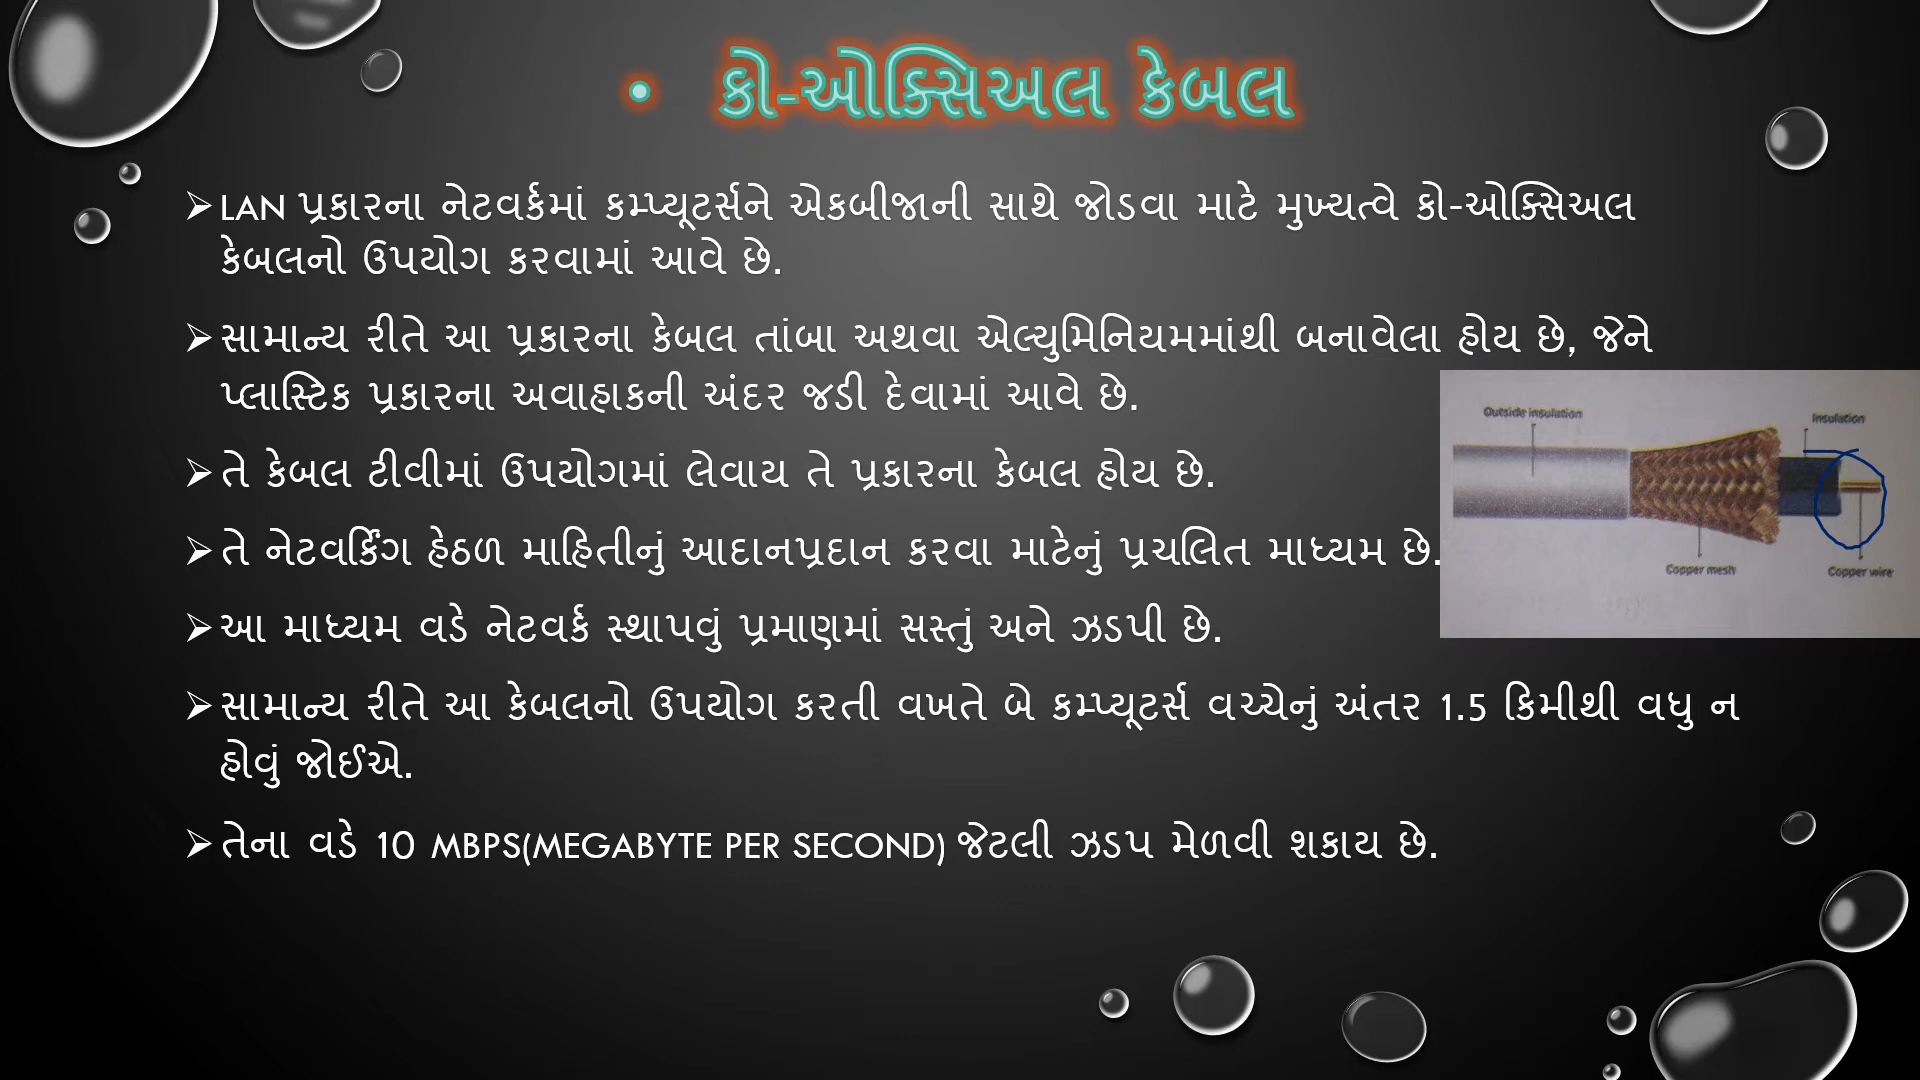 • કો-ઓક્સિઅલ કેબલ
➢LAN પ્રકારના નેટવર્કમાં કમ્પ્યૂટર્સને એકબીજાની સાથે જોડવા માટે મુખ્યત્વે કો-ઓક્સિઅલ
કેબલનો ઉપયોગ કરવામાં આવે છે.
➢સામાન્ય રીતે આ પ્રકારના કેબલ તાંબા અથવા એલ્યુમિનિયમમાંથી બનાવેલા હોય છે, જેને
પ્લાસ્ટિક પ્રકારના અવાહાકની અંદર જડી દેવામાં આવે છે.
➢તે કેબલ ટીવીમાં ઉપયોગમાં લેવાય તે પ્રકારના કેબલ હોય છે.
➢તે નેટવર્કિંગ હેઠળ માહિતીનું આદાનપ્રદાન કરવા માટેનું પ્રચલિત માધ્યમ છે.
➢આ માધ્યમ વડે નેટવર્ક સ્થાપવું પ્રમાણમાં સસ્તું અને ઝડપી છે.
➢સામાન્ય રીતે આ કેબલનો ઉપયોગ કરતી વખતે બે કમ્પ્યૂટર્સ વચ્ચેનું અંતર 1.5 કિમીથી વધુ ન
હોવું જોઈએ.
➢તેના વડે 10 MBPS(MEGABYTE PER SECOND) જેટલી ઝડપ મેળવી શકાય છે.
Outside insulation
Insulation
Copper mesh
Copper wire